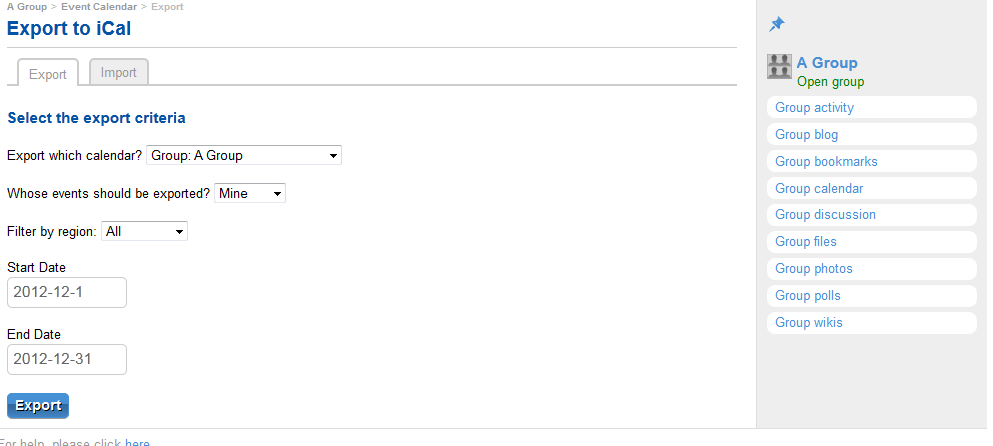 A Group > Event Calendar > Export
Export to iCal
Export Import
Select the export criteria
Export which calendar? Group: A Group
Whose events should be exported? Mine
Filter by region: All
Start Date
2012-12-1
End Date
2012-12-31
Export
For help, please click here
A Group
Open group
Group activity
Group blog
Group bookmarks
Group calendar
Group discussion
Group files
Group photos
Group polls
Group wikis